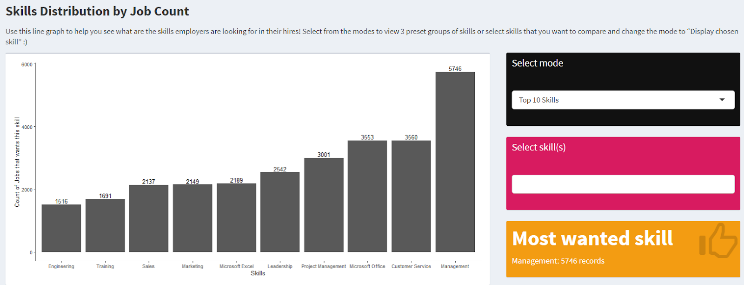 Skills Distribution by Job Count
Use this line graph to help you see what are the skills employers are looking for in their hires! Select from the modes to view 3 preset groups of skills or select skills that you want to compare and change the mode to "Display chosen
skill" :)
Select mode
Top 10 Skills
Select skill(s)
Most wanted skill
Management: 5746 records
Count of Jobs that wants this skill
6000
4000
2000
0
1516
1691
2137
2149
2189
2542
3001
3553
3560
5746
Engineering
Training
Sales
Marketing
Microsoft Excel
Leadership
Project Management
Microsoft Office
Customer Service
Management
Skills